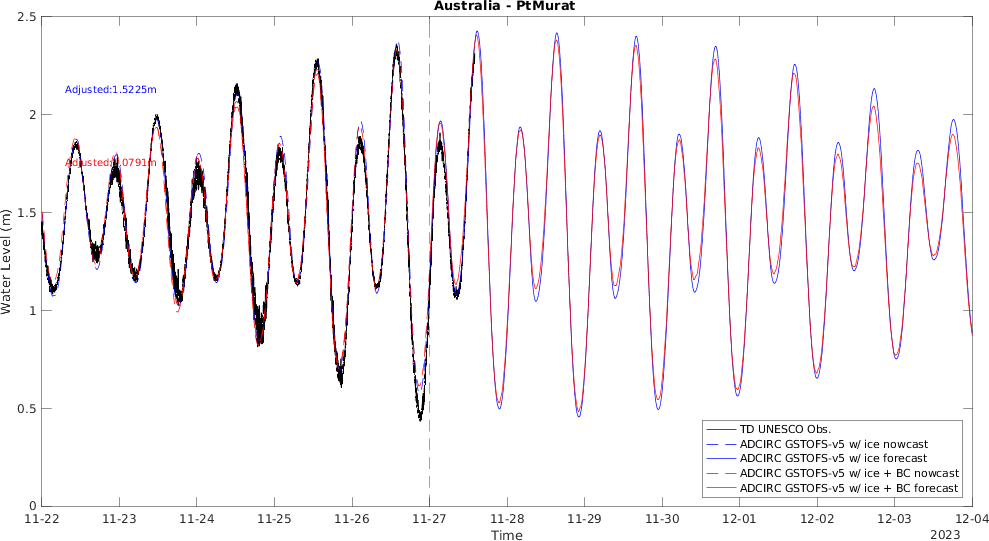 Australia - PtMurat
2.5
2
1.5
1
0.5
0
Water Level (m)
Adjusted:1.5225m
11-22
11-23
11-24
11-25
11-26
11-27
11-28
11-29
11-30
12-01
12-02
12-03
12-04
Time
2023
TD UNESCO Obs.
ADCIRC GSTOFS-v5 w/ ice nowcast
ADCIRC GSTOFS-v5 w/ ice forecast
ADCIRC GSTOFS-v5 w/ ice + BC nowcast
ADCIRC GSTOFS-v5 w/ ice + BC forecast